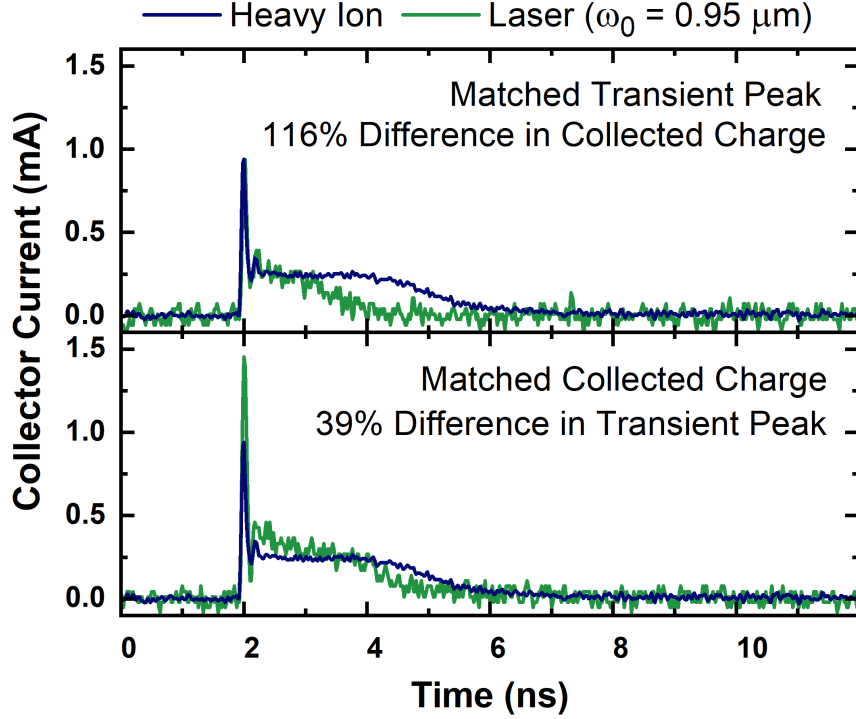 Heavy Ion Laser (ω0 = 0.95 μm)
1.5
Matched Transient Peak
116% Difference in Collected Charge
1.0
0.5
0.0
1.5
Matched Collected Charge
39% Difference in Transient Peak
1.0
0.5
0.0
Collector Current (mA)
0 2 4 6 8 10
Time (ns)